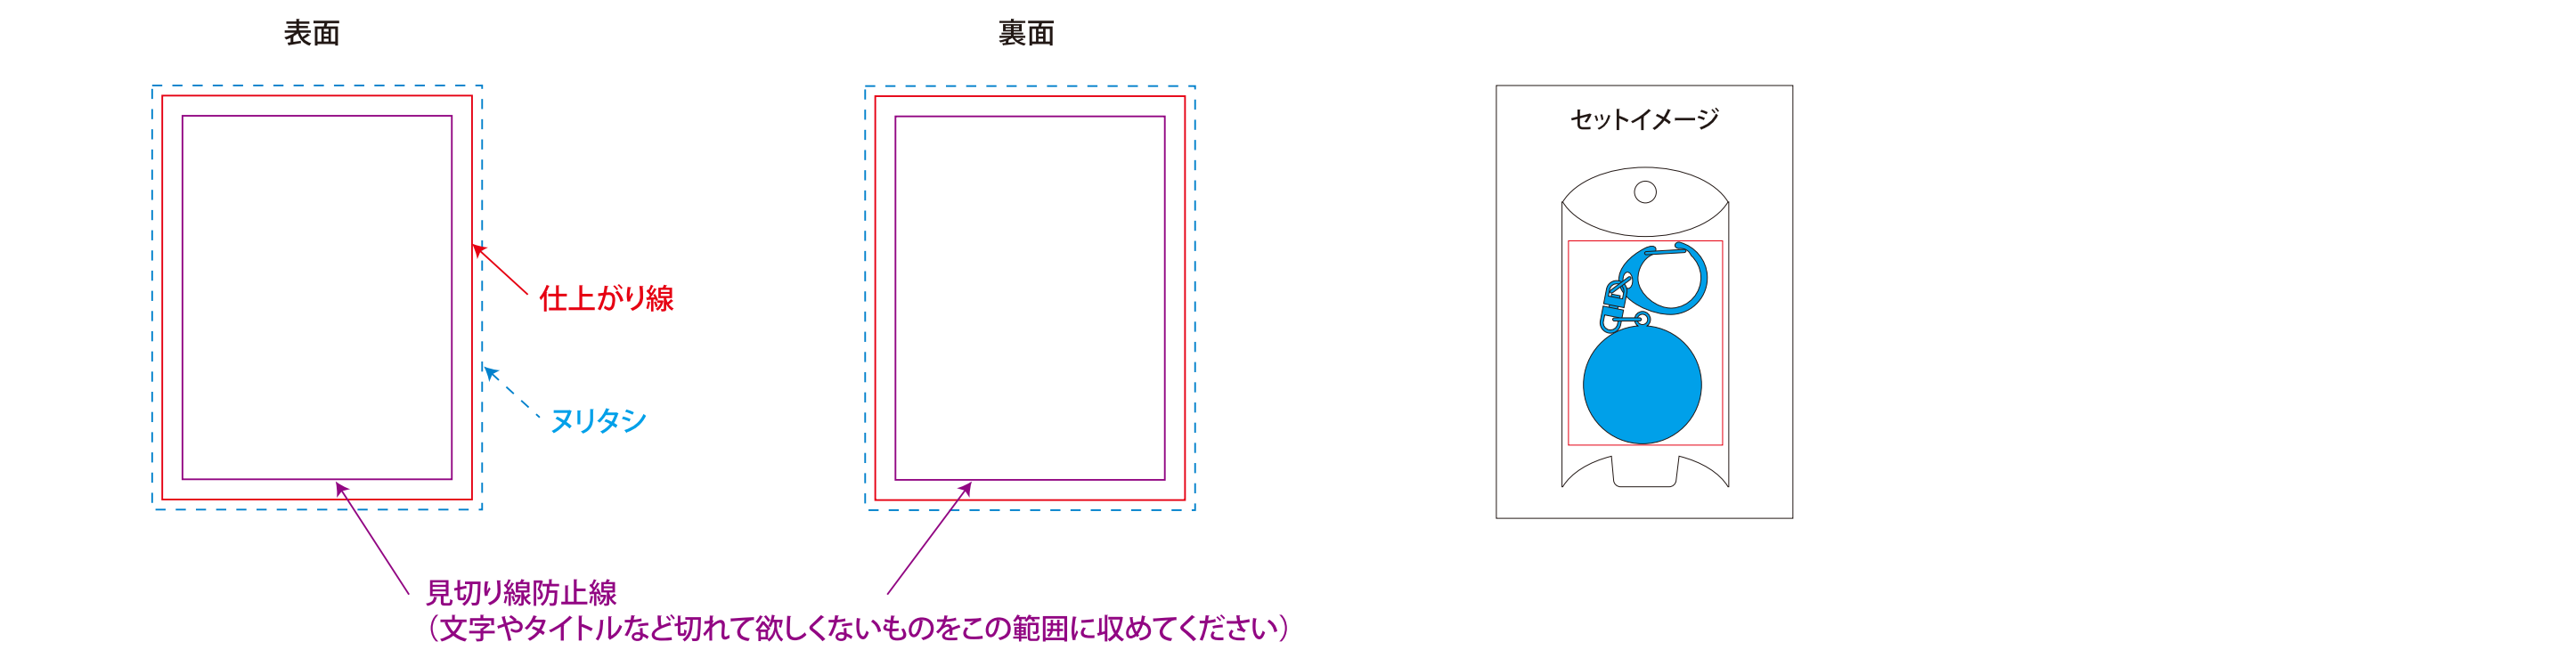 表面
裏面
セットイメージ
仕上がり線
ヌリタシ
見切り線防止線
（文字やタイトルなど切れて欲しくないものをこの範囲に収めてください）